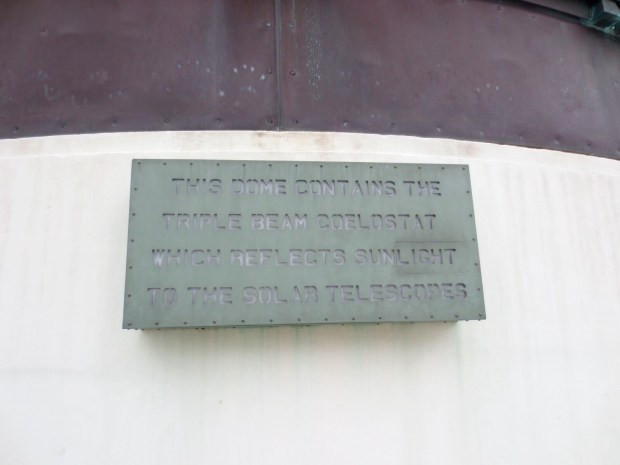 THIS DOME CONTAINS THE
TRIPLE BEAM COELOSTAT
WHICH REFLECTS SUNLIGHT
TO THE SOLAR TELESCOPES